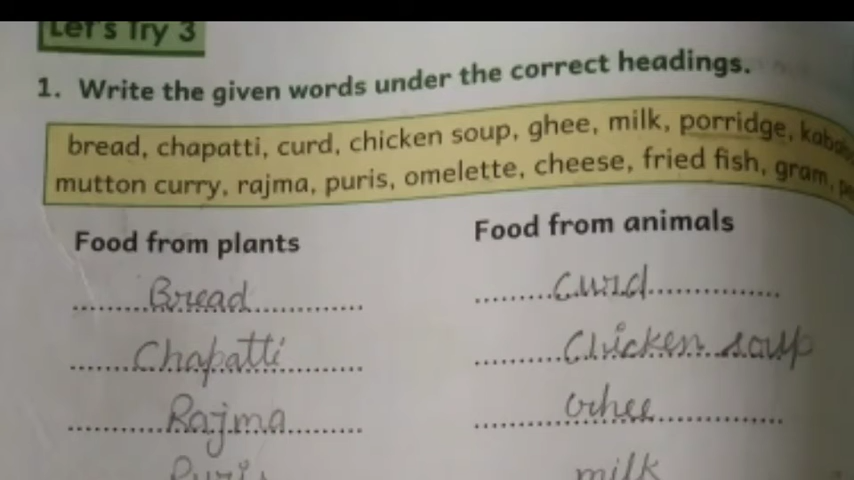 Let's Try 3
1. Write the given words under the correct headings.
bread, chapatti, curd, chicken soup, ghee, milk, porridge,
mutton curry, rajma, puris, omelette, cheese, fried fish, gram,
Food from plants Food from animals
Bread Curd
Chapatti Chicken soup
Rajma Ghee
Puris milk